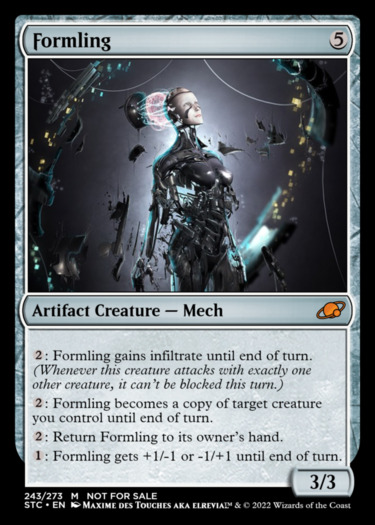 Formling 5
Artifact Creature — Mech
2: Formling gains infiltrate until end of turn.
(Whenever this creature attacks with exactly one
other creature, it can't be blocked this turn.)
2: Formling becomes a copy of target creature
you control until end of turn.
2: Return Formling to its owner's hand.
1: Formling gets +1/-1 or -1/+1 until end of turn.
3/3
243/273 M NOT FOR SALE
STC • EN Maxime des Touches aka elrevia™ & © 2022 Wizards of the Coast